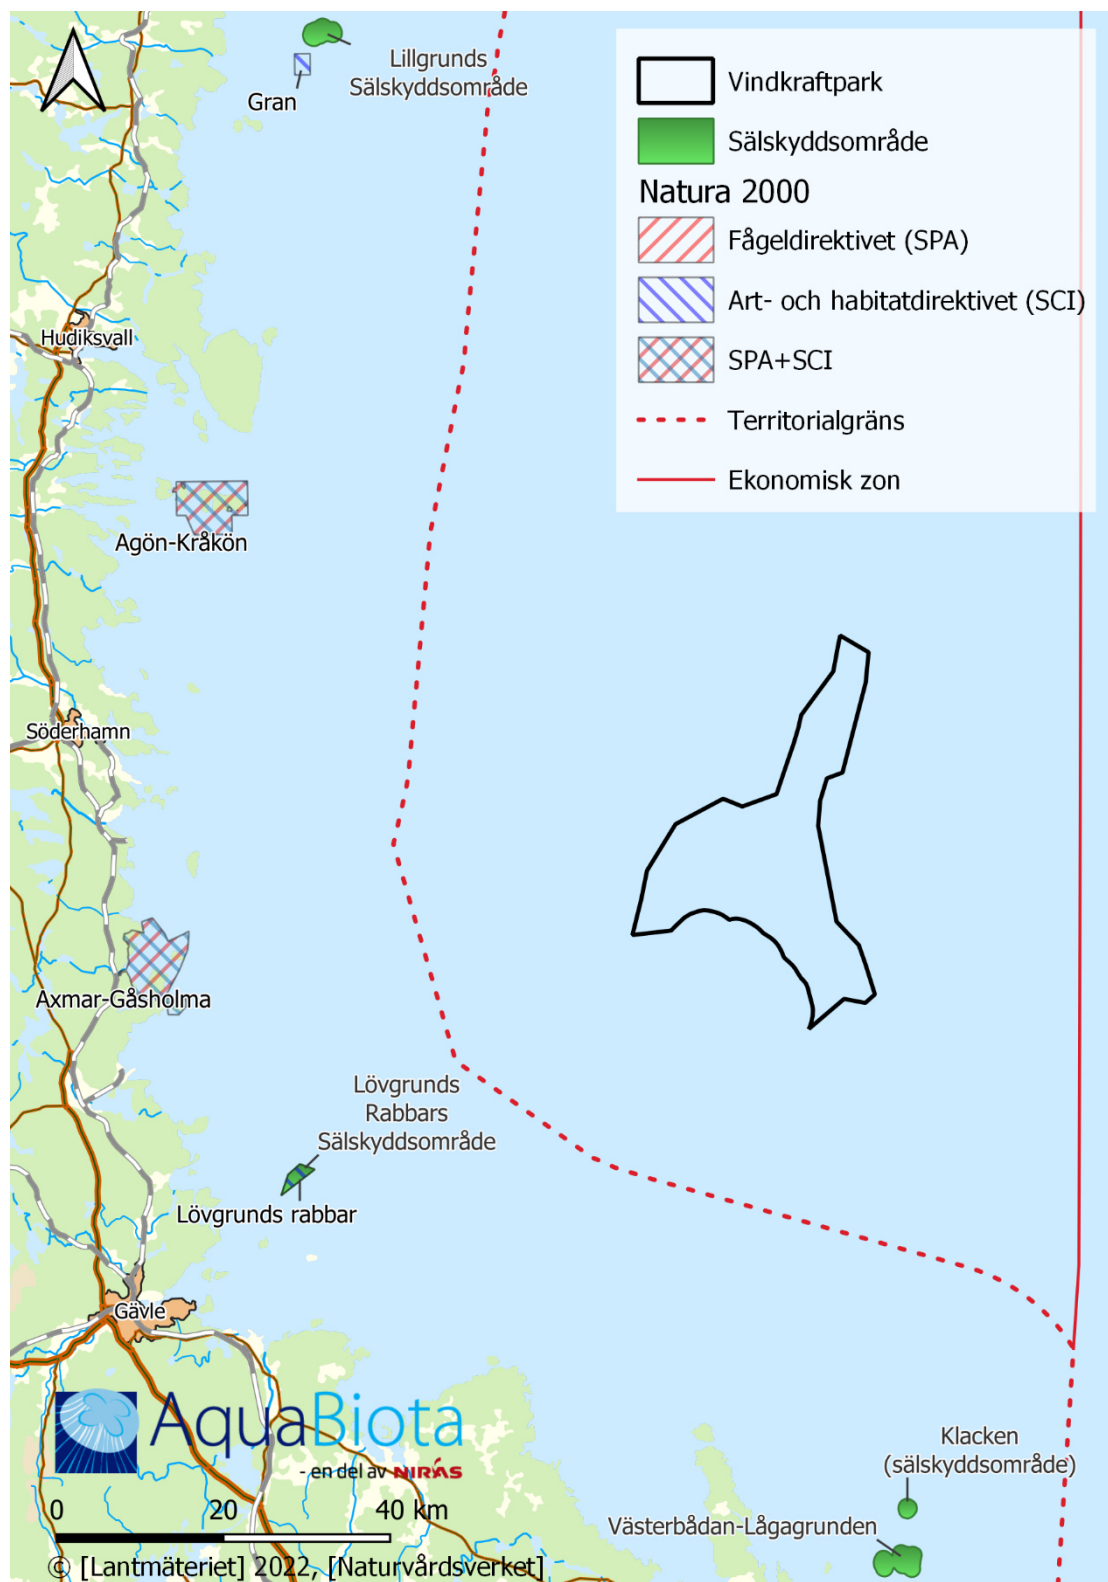 Lillgrunds
Sälskyddsområde
Gran
Vindkraftpark
Sälskyddsområde
Natura 2000
Fågeldirektivet (SPA)
Art- och habitatdirektivet (SCI)
SPA+SCI
Territorialgräns
Ekonomisk zon
Hudiksvall
Agön-Kråkön
Söderhamn
Axmar-Gåsholma
Lövgrunds
Rabbars
Sälskyddsområde
Lövgrunds rabbar
Gävle
AquaBiota
- en del av NIRÁS
0 20 40 km
© [Lantmäteriet] 2022, [Naturvårdsverket]
Klacken
(sälskyddsområde)
Västerbådan-Lågagrunden